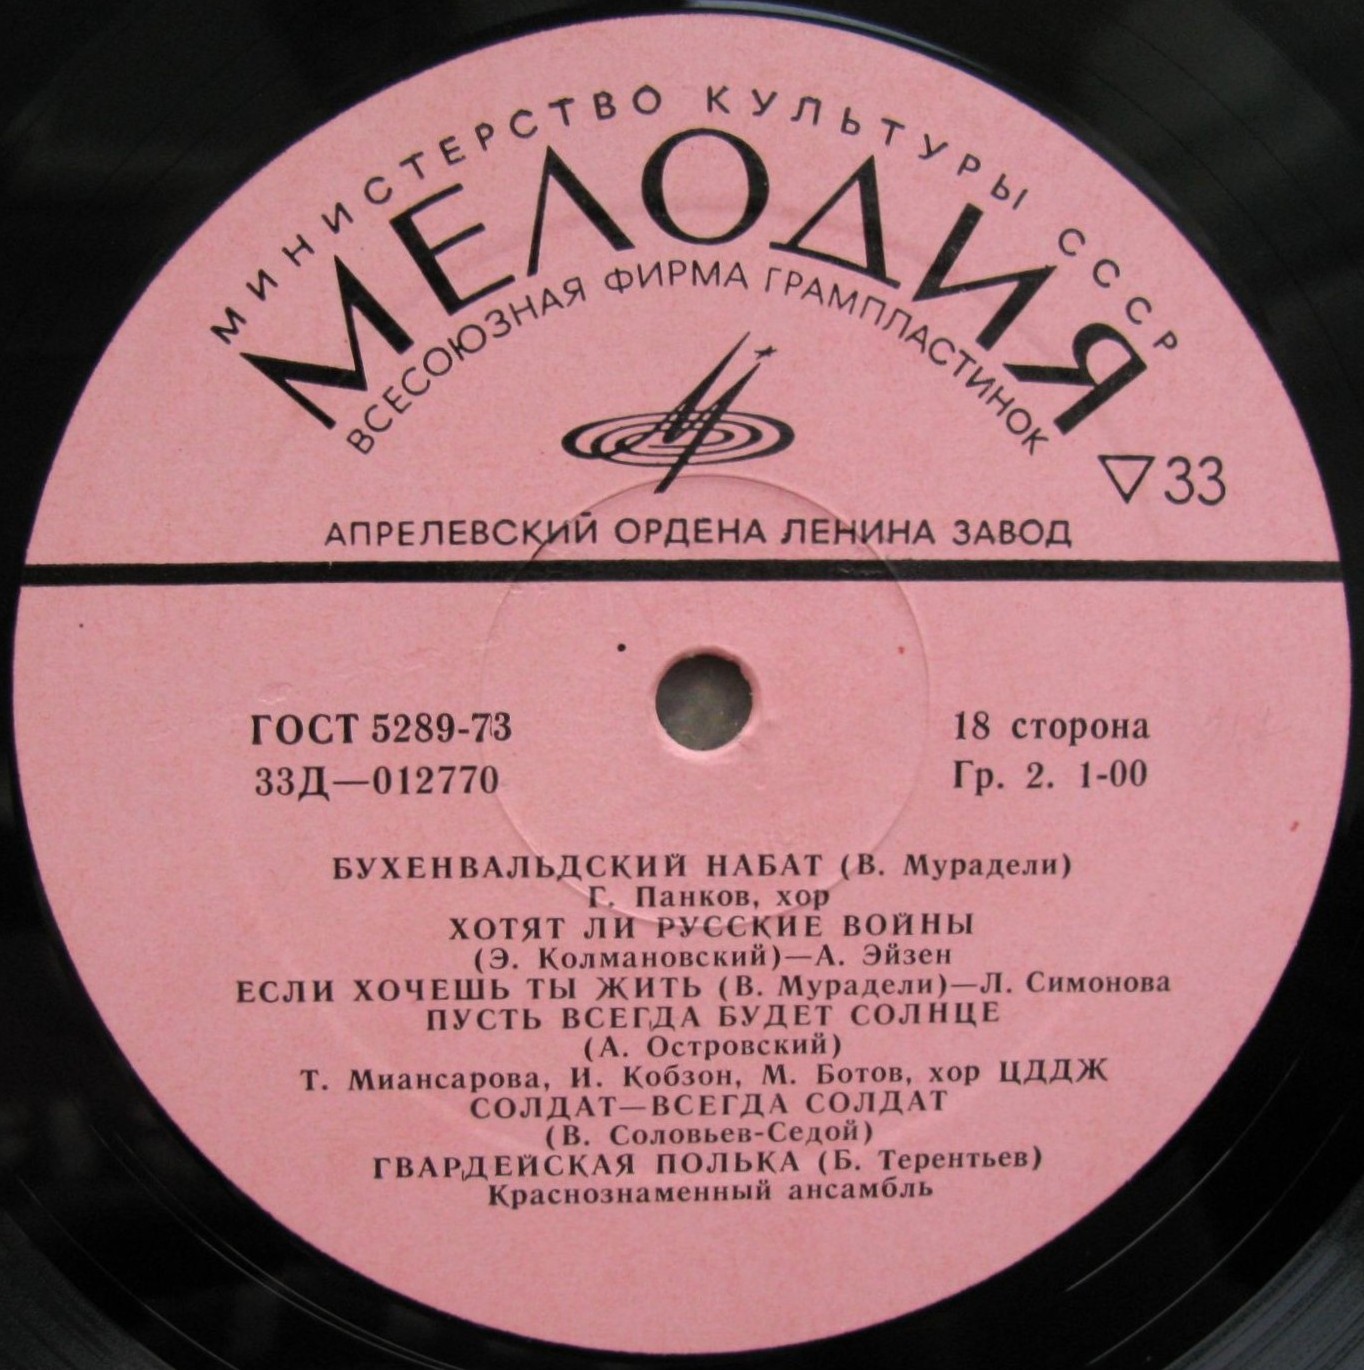 МИНИСТЕРСТВО КУЛЬТУРЫ СССР
МЕЛОДИЯ
ВСЕСОЮЗНАЯ ФИРМА ГРАМПЛАСТИНОК
▽33
АПРЕЛЕВСКИЙ ОРДЕНА ЛЕНИНА ЗАВОД
ГОСТ 5289-73
33Д—012770
18 сторона
Гр. 2. 1-00
БУХЕНВАЛЬДСКИЙ НАБАТ (В. Мурадели)
Г. Панков, хор
ХОТЯТ ЛИ РУССКИЕ ВОЙНЫ
(Э. Колмановский)—А. Эйзен
ЕСЛИ ХОЧЕШЬ ТЫ ЖИТЬ (В. Мурадели)—Л. Симонова
ПУСТЬ ВСЕГДА БУДЕТ СОЛНЦЕ
(А. Островский)
Т. Миансарова, И. Кобзон, М. Ботов, хор ЦДДЖ
СОЛДАТ—ВСЕГДА СОЛДАТ
(В. Соловьев-Седой)
ГВАРДЕЙСКАЯ ПОЛЬКА (Б. Терентьев)
Краснознаменный ансамбль